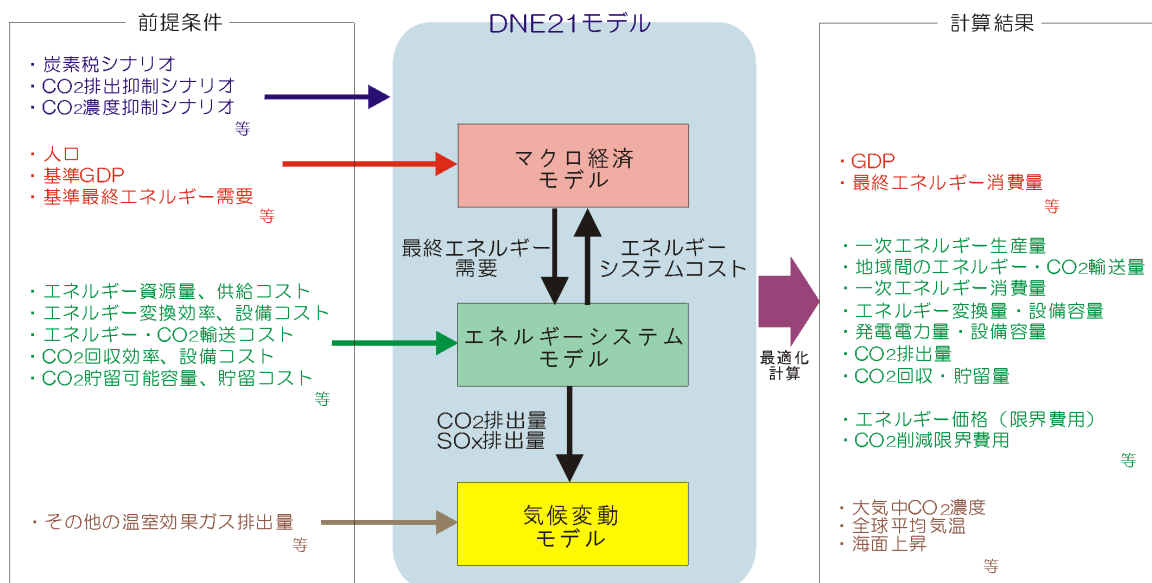 前提条件
・炭素税シナリオ
・CO2排出抑制シナリオ
・CO2濃度抑制シナリオ
等
・人口
・基準GDP
・基準最終エネルギー需要
等
・エネルギー資源量、供給コスト
・エネルギー変換効率、設備コスト
・エネルギー・CO2輸送コスト
・CO2回収効率、設備コスト
・CO2貯留可能容量、貯留コスト
等
・その他の温室効果ガス排出量
等
DNE21モデル
マクロ経済
モデル
最終エネルギー
需要
エネルギー
システムコスト
エネルギーシステム
モデル
CO2排出量
SOx排出量
気候変動
モデル
最適化
計算
計算結果
・GDP
・最終エネルギー消費量
等
・一次エネルギー生産量
・地域間のエネルギー・CO2輸送量
・一次エネルギー消費量
・エネルギー変換量・設備容量
・発電電力量・設備容量
・CO2排出量
・CO2回収・貯留量
・エネルギー価格（限界費用）
・CO2削減限界費用
等
・大気中CO2濃度
・全球平均気温
・海面上昇
等